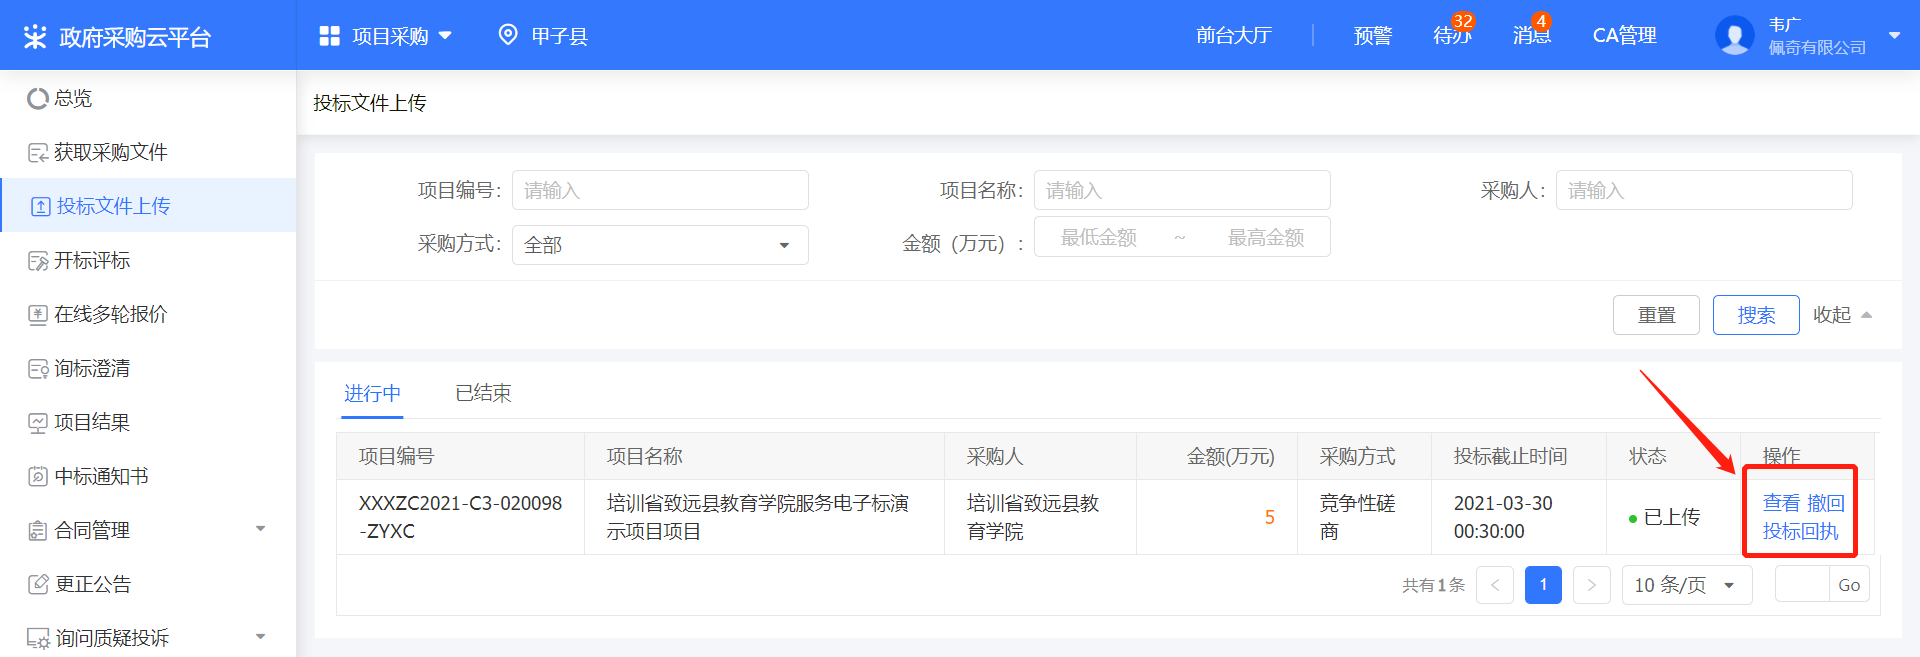 政府采购云平台
项目采购
甲子县
前台大厅
预警
待办
32
消息
4
CA管理
韦广
佩奇有限公司
总览
获取采购文件
投标文件上传
开标评标
在线多轮报价
询标澄清
项目结果
中标通知书
合同管理
更正公告
询问质疑投诉
投标文件上传
项目编号： 请输入
项目名称： 请输入
采购人： 请输入
采购方式： 全部
金额（万元）： 最低金额 ~ 最高金额
重置 搜索 收起
进行中 已结束
项目编号 项目名称 采购人 金额(万元) 采购方式 投标截止时间 状态 操作
XXXZC2021-C3-020098
-ZYXC
培训省致远县教育学院服务电子标演
示项目项目
培训省致远县教
育学院
5
竞争性磋
商
2021-03-30
00:30:00
已上传
查看 撤回
投标回执
共有1条 < 1 > 10 条/页 Go